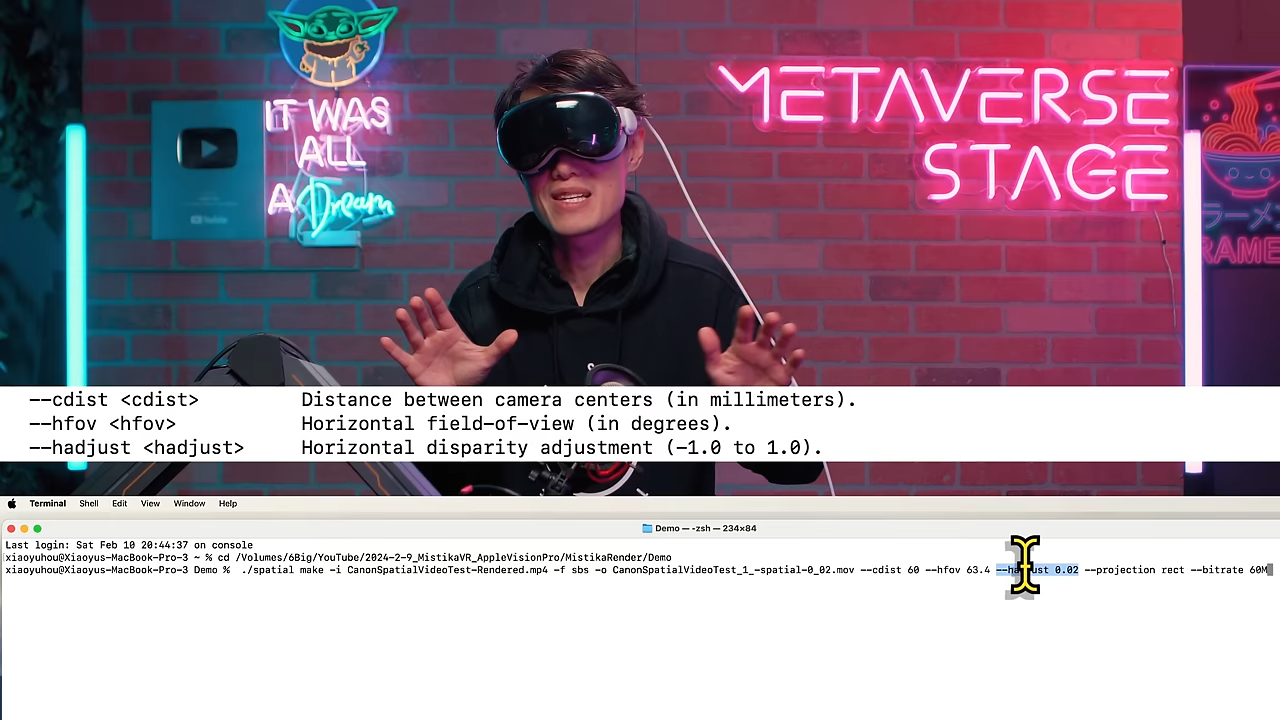 IT WAS
ALL
A Dream
METAVERSE
STAGE
ラーメン
RAME
YouTube
--cdist <cdist> Distance between camera centers (in millimeters).
--hfov <hfov> Horizontal field-of-view (in degrees).
--hadjust <hadjust> Horizontal disparity adjustment (-1.0 to 1.0).
Terminal Shell Edit View Window Help
Demo — -zsh — 234×84
Last login: Sat Feb 10 20:44:37 on console
xiaoyuhou@Xiaoyus-MacBook-Pro-3 ~ % cd /Volumes/6Big/YouTube/2024-2-9_MistikaVR_AppleVisionPro/MistikaRender/Demo
xiaoyuhou@Xiaoyus-MacBook-Pro-3 Demo % ./spatial make -i CanonSpatialVideoTest-Rendered.mp4 -f sbs -o CanonSpatialVideoTest_1_-spatial-0_02.mov --cdist 60 --hfov 63.4 --hadjust 0.02 --projection rect --bitrate 60M